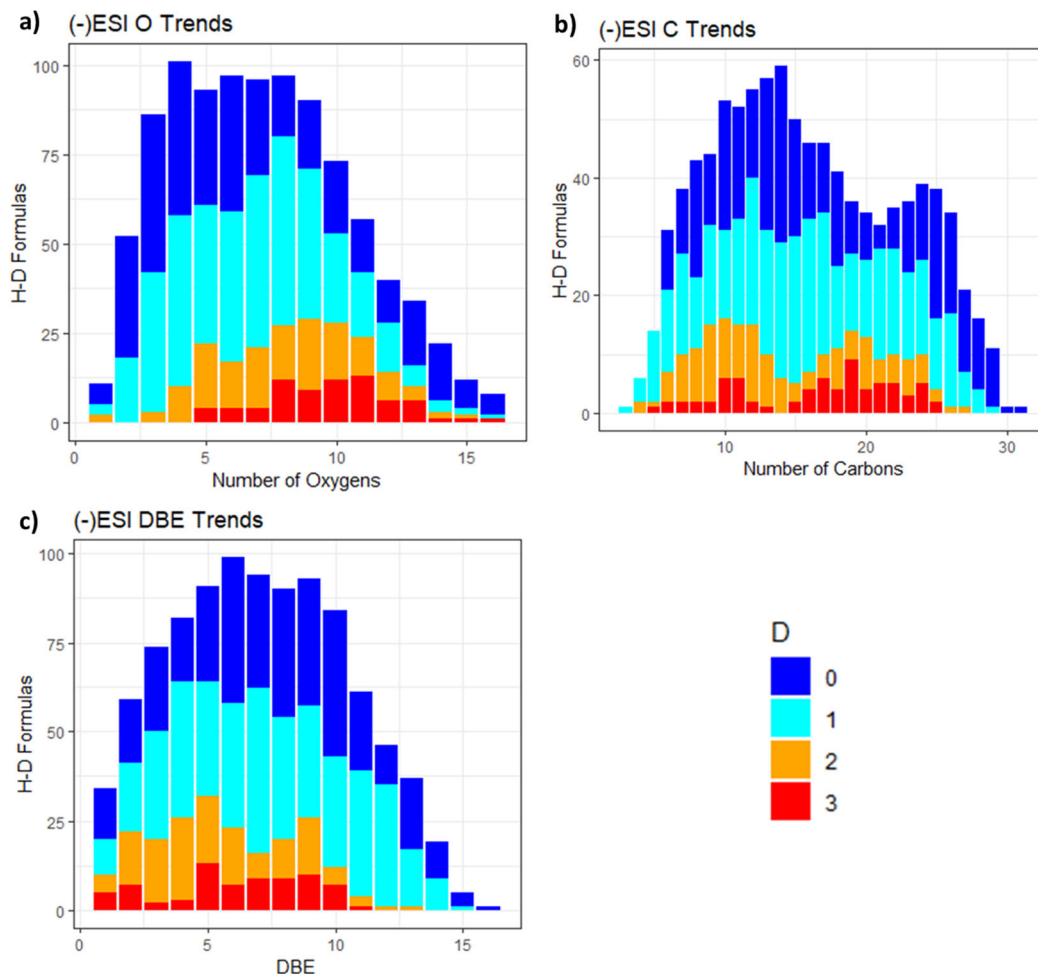 a) (-)ESI O Trends
100
75
50
25
0
H-D Formulas
0 5 10 15
Number of Oxygens
b) (-)ESI C Trends
60
40
20
0
H-D Formulas
10 20 30
Number of Carbons
c) (-)ESI DBE Trends
100
75
50
25
0
H-D Formulas
0 5 10 15
DBE
D
0
1
2
3